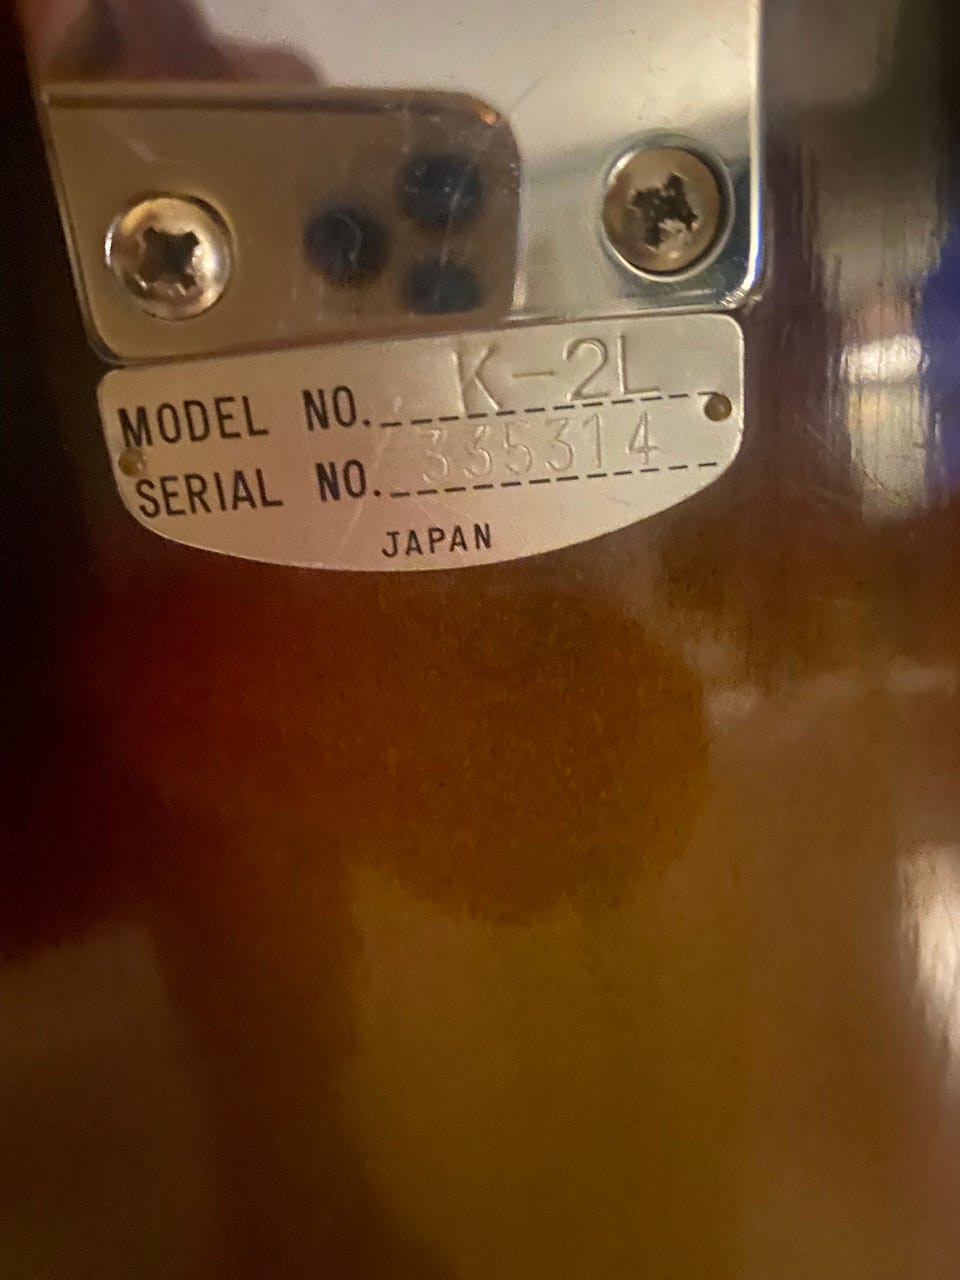 MODEL NO. K-2L
SERIAL NO. 335314
JAPAN